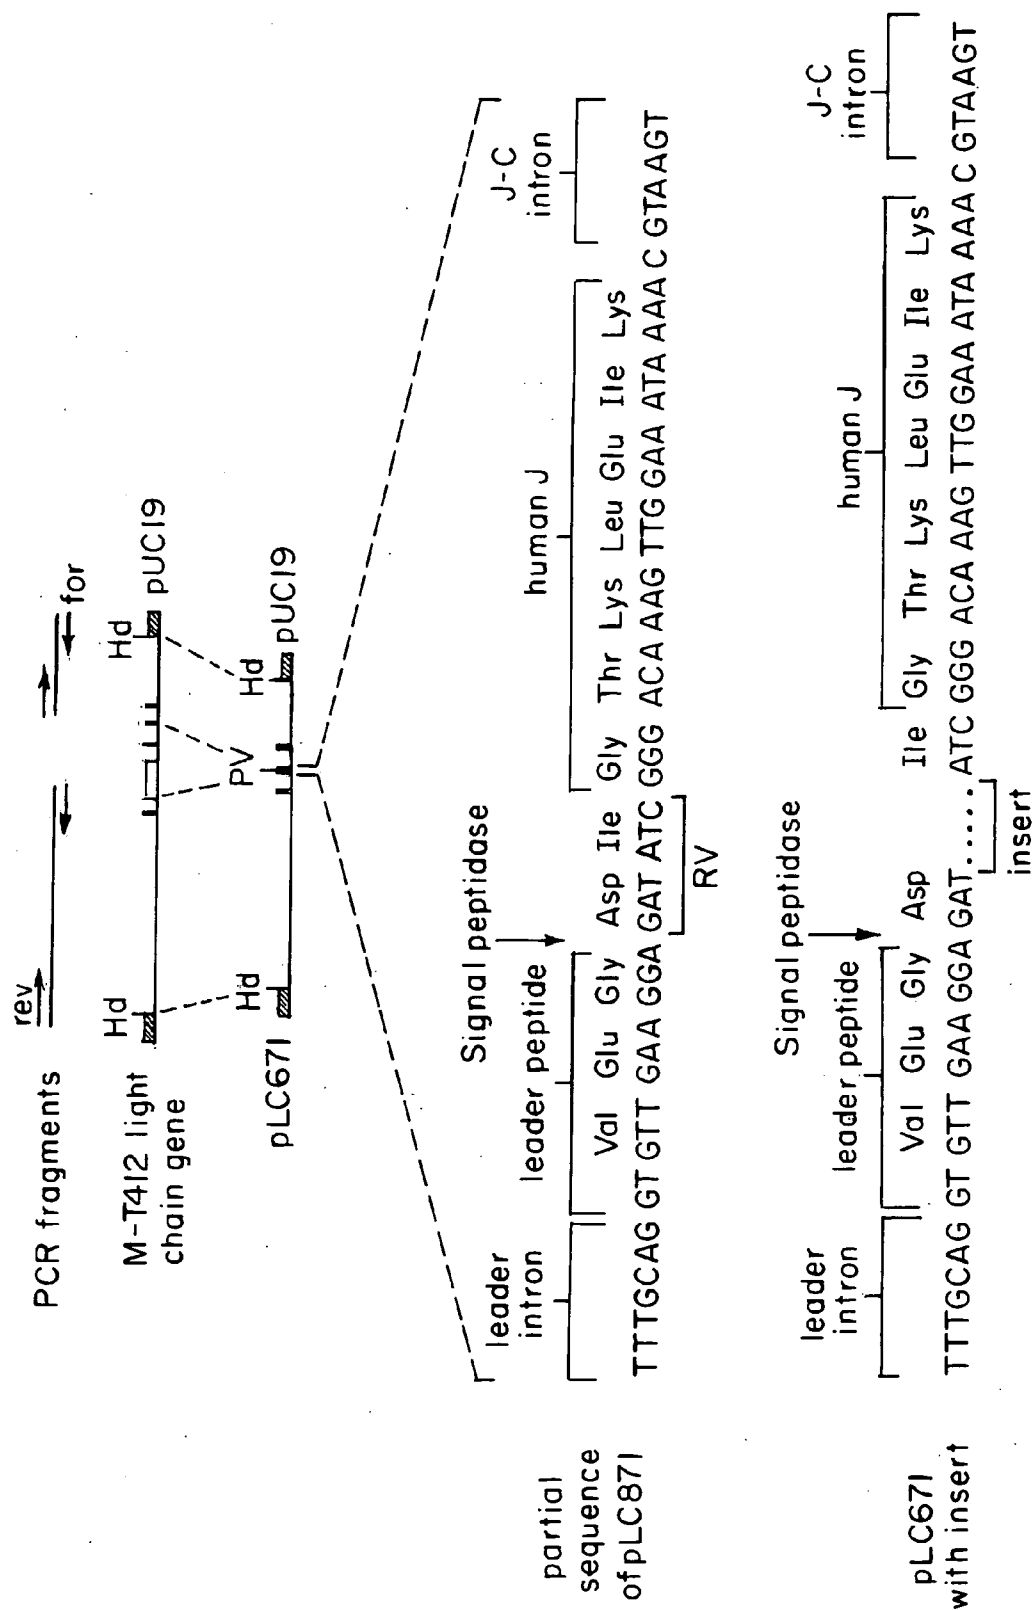 PCR fragments
rev
for
M-T412 light
chain gene
Hd
Hd
pUC19
pLC671
Hd
PV
Hd
pUC19
partial
sequence
of pLC871
leader
intron
leader peptide
Signal peptidase
human J
J-C
intron
Val Glu Gly Asp Ile Gly Thr Lys Leu Glu Ile Lys
TTTGCAG GT GTT GAA GGA GAT ATC GGG ACA AAG TTG GAA ATA AAA C GTAAGT
RV
pLC671
with insert
leader
intron
leader peptide
Signal peptidase
human J
J-C
intron
Val Glu Gly Asp Ile Gly Thr Lys Leu Glu Ile Lys
TTTGCAG GT GTT GAA GGA GAT..... ATC GGG ACA AAG TTG GAA ATA AAA C GTAAGT
insert